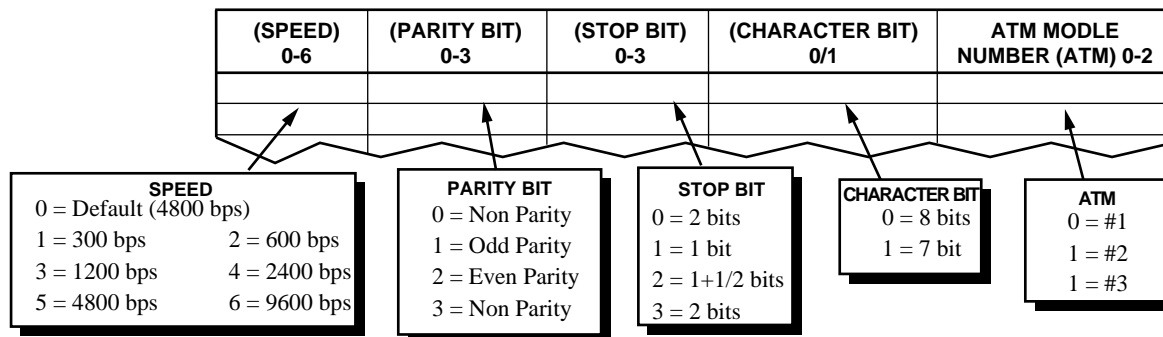 (SPEED)
0-6
(PARITY BIT)
0-3
(STOP BIT)
0-3
(CHARACTER BIT)
0/1
ATM MODLE
NUMBER (ATM) 0-2
SPEED
0 = Default (4800 bps)
1 = 300 bps 2 = 600 bps
3 = 1200 bps 4 = 2400 bps
5 = 4800 bps 6 = 9600 bps
PARITY BIT
0 = Non Parity
1 = Odd Parity
2 = Even Parity
3 = Non Parity
STOP BIT
0 = 2 bits
1 = 1 bit
2 = 1+1/2 bits
3 = 2 bits
CHARACTER BIT
0 = 8 bits
1 = 7 bit
ATM
0 = #1
1 = #2
1 = #3